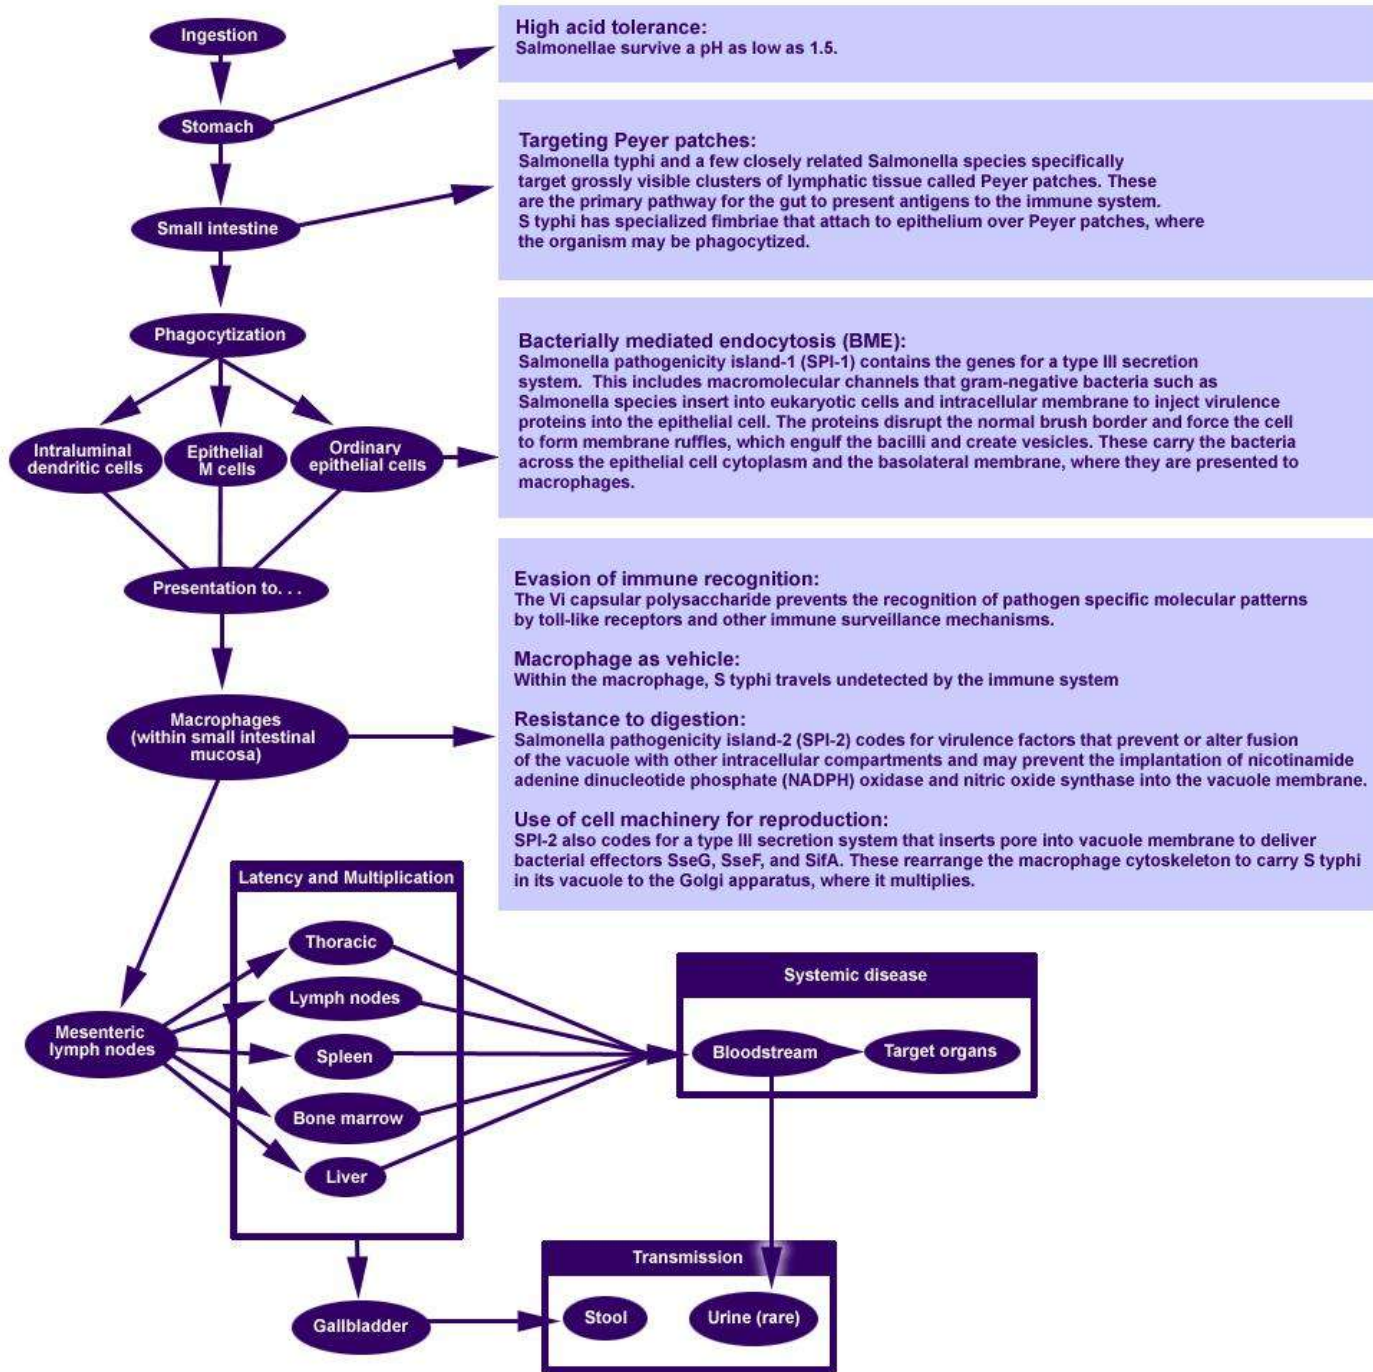 Ingestion
High acid tolerance:
Salmonellae survive a pH as low as 1.5.
Stomach
Targeting Peyer patches:
Salmonella typhi and a few closely related Salmonella species specifically
target grossly visible clusters of lymphatic tissue called Peyer patches. These
are the primary pathway for the gut to present antigens to the immune system.
S typhi has specialized fimbriae that attach to epithelium over Peyer patches, where
the organism may be phagocytized.
Small intestine
Phagocytization
Bacterially mediated endocytosis (BME):
Salmonella pathogenicity island-1 (SPI-1) contains the genes for a type III secretion
system. This includes macromolecular channels that gram-negative bacteria such as
Salmonella species insert into eukaryotic cells and intracellular membrane to inject virulence
proteins into the epithelial cell. The proteins disrupt the normal brush border and force the cell
to form membrane ruffles, which engulf the bacilli and create vesicles. These carry the bacteria
across the epithelial cell cytoplasm and the basolateral membrane, where they are presented to
macrophages.
Intraluminal
dendritic cells
Epithelial
M cells
Ordinary
epithelial cells
Presentation to. . .
Evasion of immune recognition:
The Vi capsular polysaccharide prevents the recognition of pathogen specific molecular patterns
by toll-like receptors and other immune surveillance mechanisms.
Macrophage as vehicle:
Within the macrophage, S typhi travels undetected by the immune system
Resistance to digestion:
Salmonella pathogenicity island-2 (SPI-2) codes for virulence factors that prevent or alter fusion
of the vacuole with other intracellular compartments and may prevent the implantation of nicotinamide
adenine dinucleotide phosphate (NADPH) oxidase and nitric oxide synthase into the vacuole membrane.
Use of cell machinery for reproduction:
SPI-2 also codes for a type III secretion system that inserts pore into vacuole membrane to deliver
bacterial effectors SseG, SseF, and SifA. These rearrange the macrophage cytoskeleton to carry S typhi
in its vacuole to the Golgi apparatus, where it multiplies.
Macrophages
(within small intestinal
mucosa)
Latency and Multiplication
Thoracic
Lymph nodes
Spleen
Bone marrow
Liver
Mesenteric
lymph nodes
Systemic disease
Bloodstream
Target organs
Gallbladder
Transmission
Stool
Urine (rare)